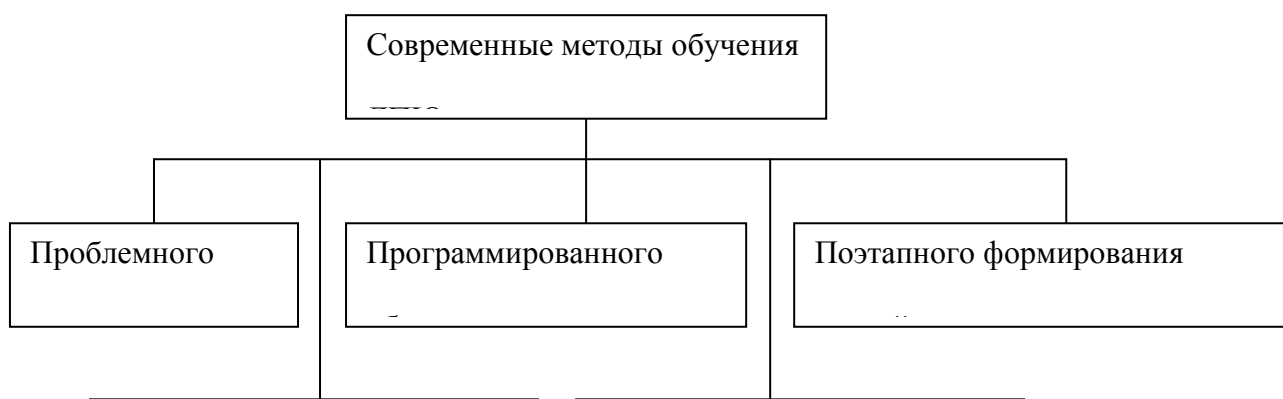 Современные методы обучения
Проблемного
Программированного
Поэтапного формирования